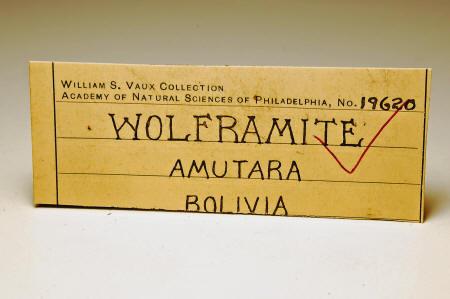 William S. Vaux Collection
Academy of Natural Sciences of Philadelphia, No. 19620
WOLFRAMITE
AMUTARA
BOLIVIA